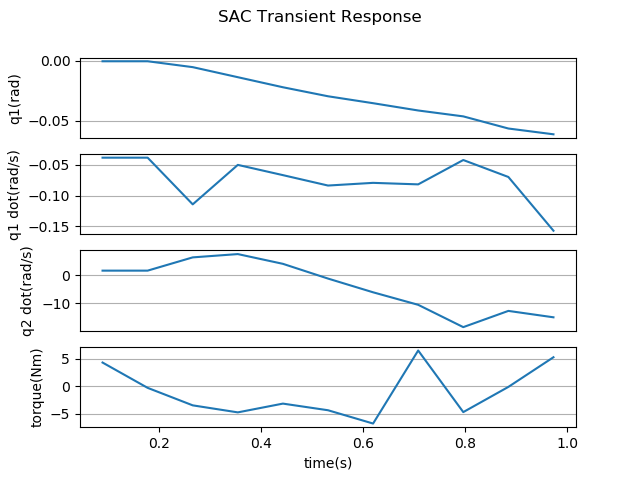 SAC Transient Response
0.00
−0.05
q1(rad)
−0.05
−0.10
−0.15
q1 dot(rad/s)
0
−10
q2 dot(rad/s)
5
0
−5
torque(Nm)
0.2 0.4 0.6 0.8 1.0
time(s)